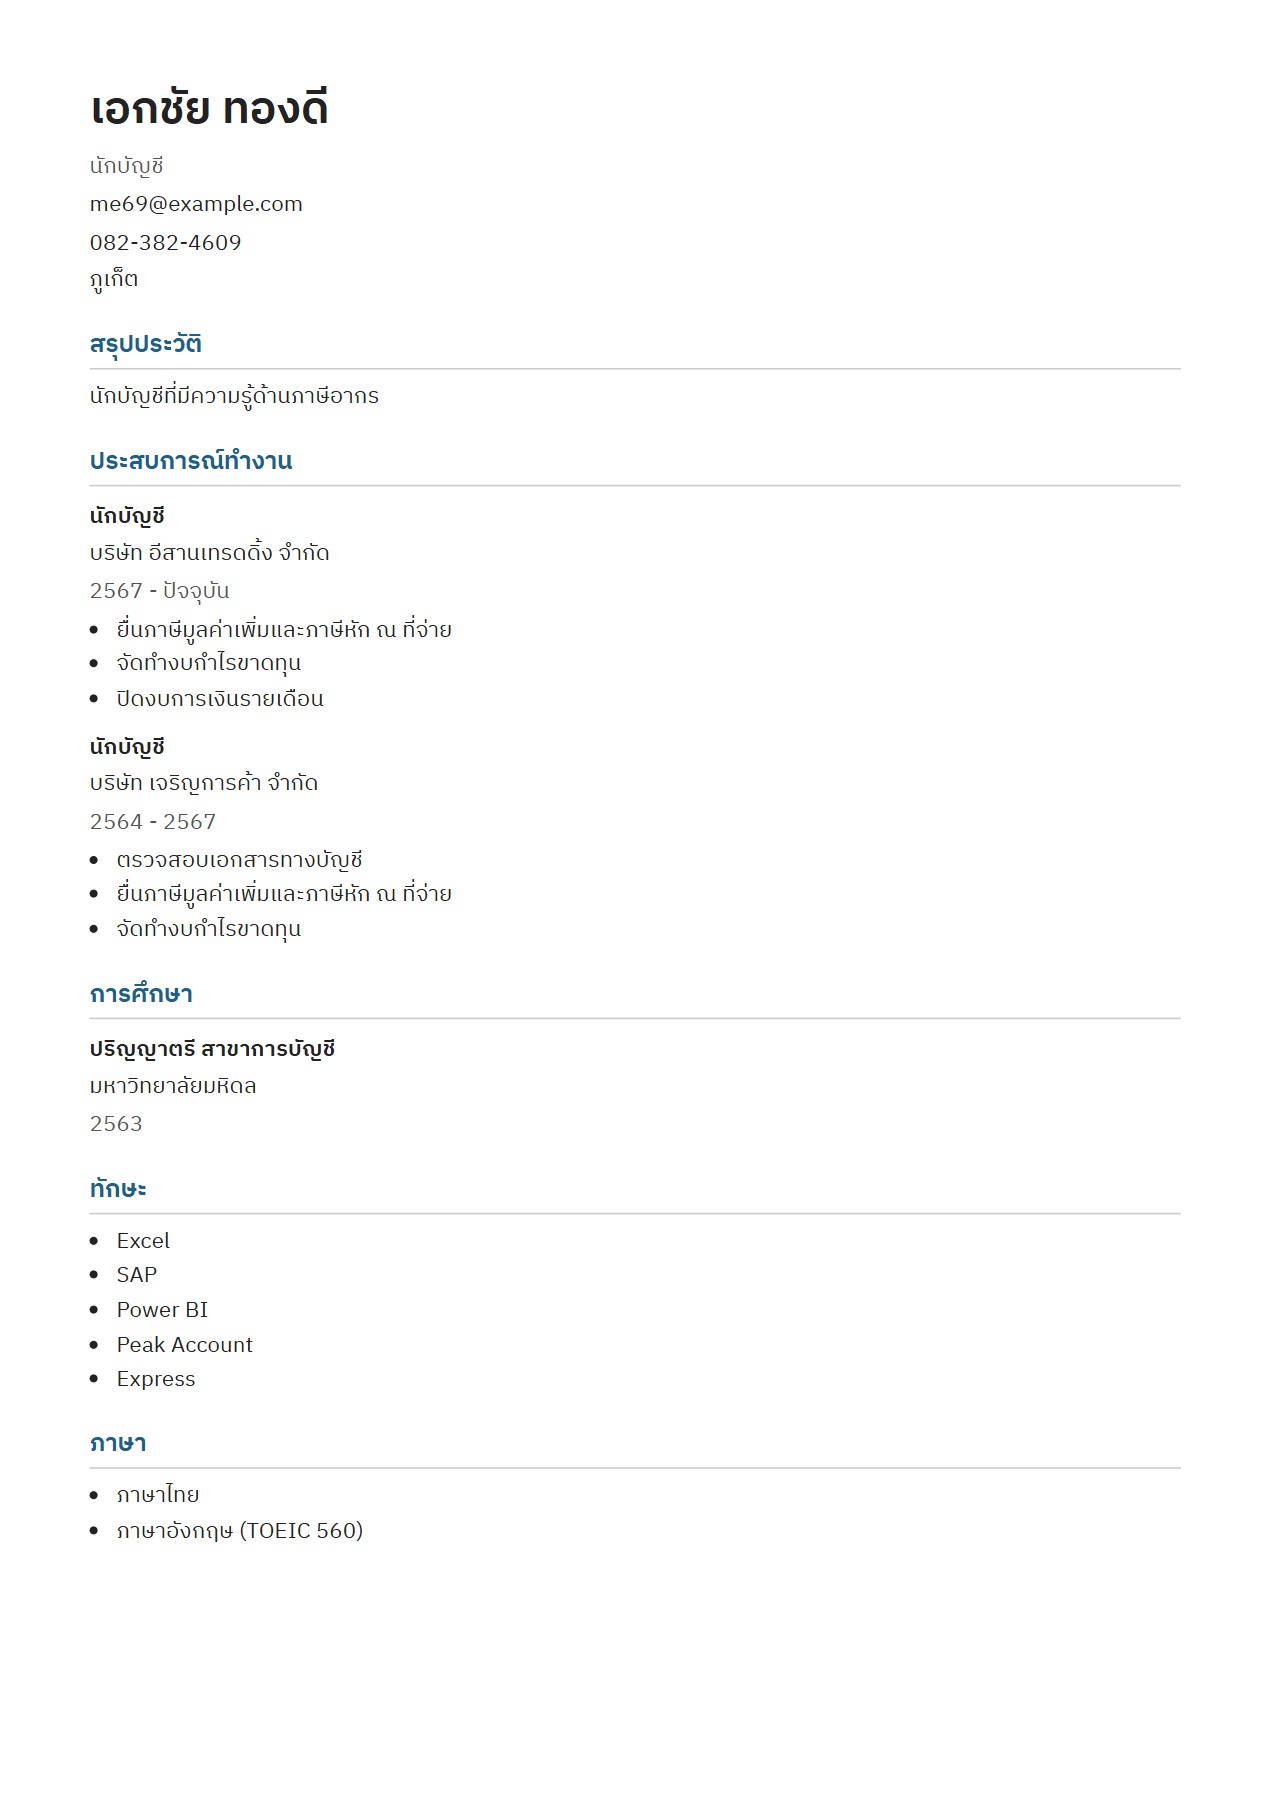 เอกชัย ทองดี
นักบัญชี
me69@example.com
082-382-4609
ภูเก็ต
สรุปประวัติ
นักบัญชีที่มีความรู้ด้านภาษีอากร
ประสบการณ์ทำงาน
นักบัญชี
บริษัท อีสานเทรดดิ้ง จำกัด
2567 - ปัจจุบัน
• ยื่นภาษีมูลค่าเพิ่มและภาษีหัก ณ ที่จ่าย
• จัดทำงบกำไรขาดทุน
• ปิดงบการเงินรายเดือน
นักบัญชี
บริษัท เจริญการค้า จำกัด
2564 - 2567
• ตรวจสอบเอกสารทางบัญชี
• ยื่นภาษีมูลค่าเพิ่มและภาษีหัก ณ ที่จ่าย
• จัดทำงบกำไรขาดทุน
การศึกษา
ปริญญาตรี สาขาการบัญชี
มหาวิทยาลัยมหิดล
2563
ทักษะ
• Excel
• SAP
• Power BI
• Peak Account
• Express
ภาษา
• ภาษาไทย
• ภาษาอังกฤษ (TOEIC 560)